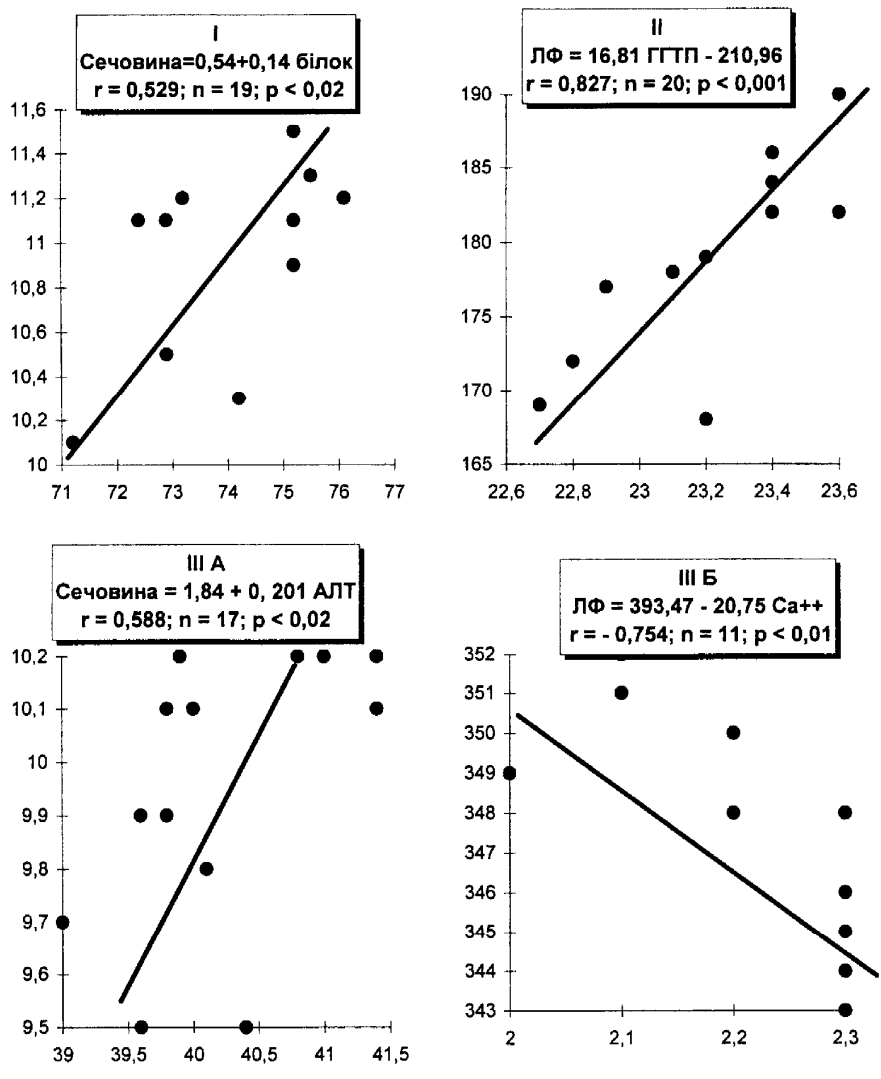 I
Сечовина=0,54+0,14 білок
r = 0,529; n = 19; p < 0,02
11,6
11,4
11,2
11
10,8
10,6
10,4
10,2
10
71 72 73 74 75 76 77
II
ЛФ = 16,81 ГГТП - 210,96
r = 0,827; n = 20; p < 0,001
190
185
180
175
170
165
22,6 22,8 23 23,2 23,4 23,6
III А
Сечовина = 1,84 + 0, 201 АЛТ
r = 0,588; n = 17; p < 0,02
10,2
10,1
10
9,9
9,8
9,7
9,6
9,5
39 39,5 40 40,5 41 41,5
III Б
ЛФ = 393,47 - 20,75 Ca++
r = - 0,754; n = 11; p < 0,01
352
351
350
349
348
347
346
345
344
343
2 2,1 2,2 2,3